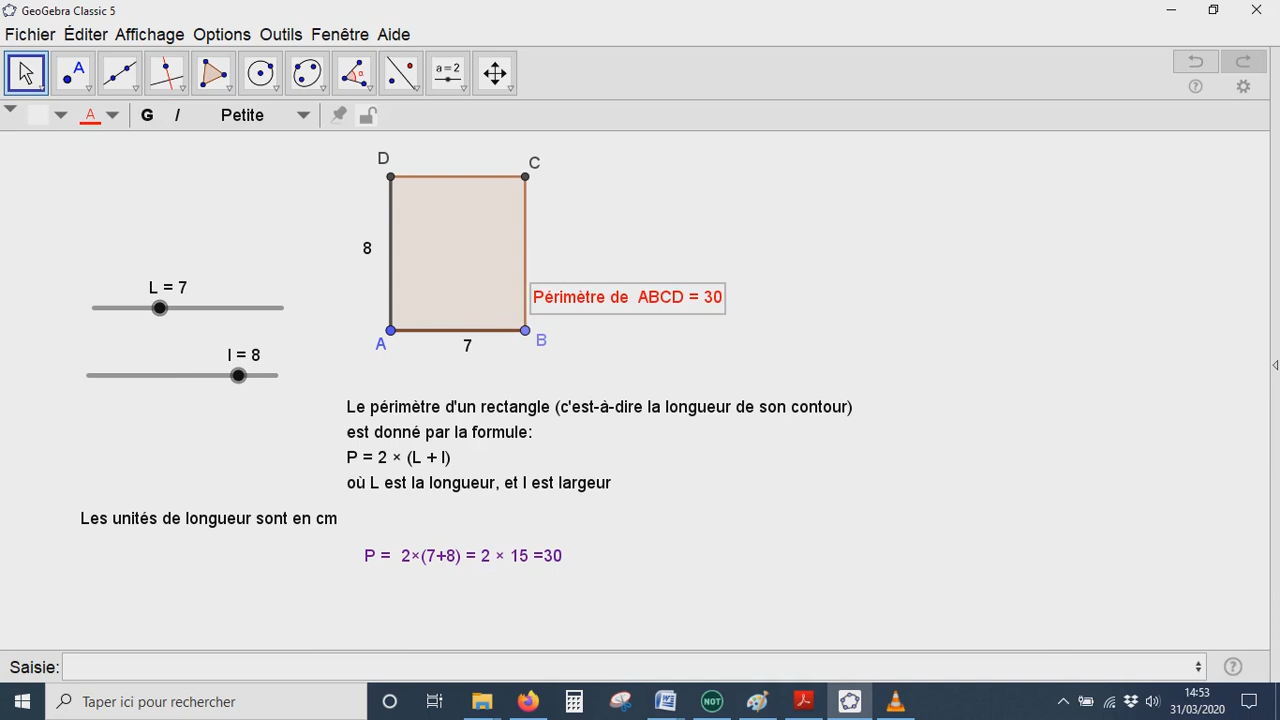 GeoGebra Classic 5
Fichier Éditer Affichage Options Outils Fenêtre Aide
A
α
a=2
A
G
I
Petite
D
C
8
L = 7
Périmètre de ABCD = 30
A
7
B
l = 8
Le périmètre d'un rectangle (c'est-à-dire la longueur de son contour)
est donné par la formule:
P = 2 × (L + l)
où L est la longueur, et l est largeur
Les unités de longueur sont en cm
P = 2×(7+8) = 2 × 15 =30
Saisie:
Taper ici pour rechercher
NOT
14:53
31/03/2020